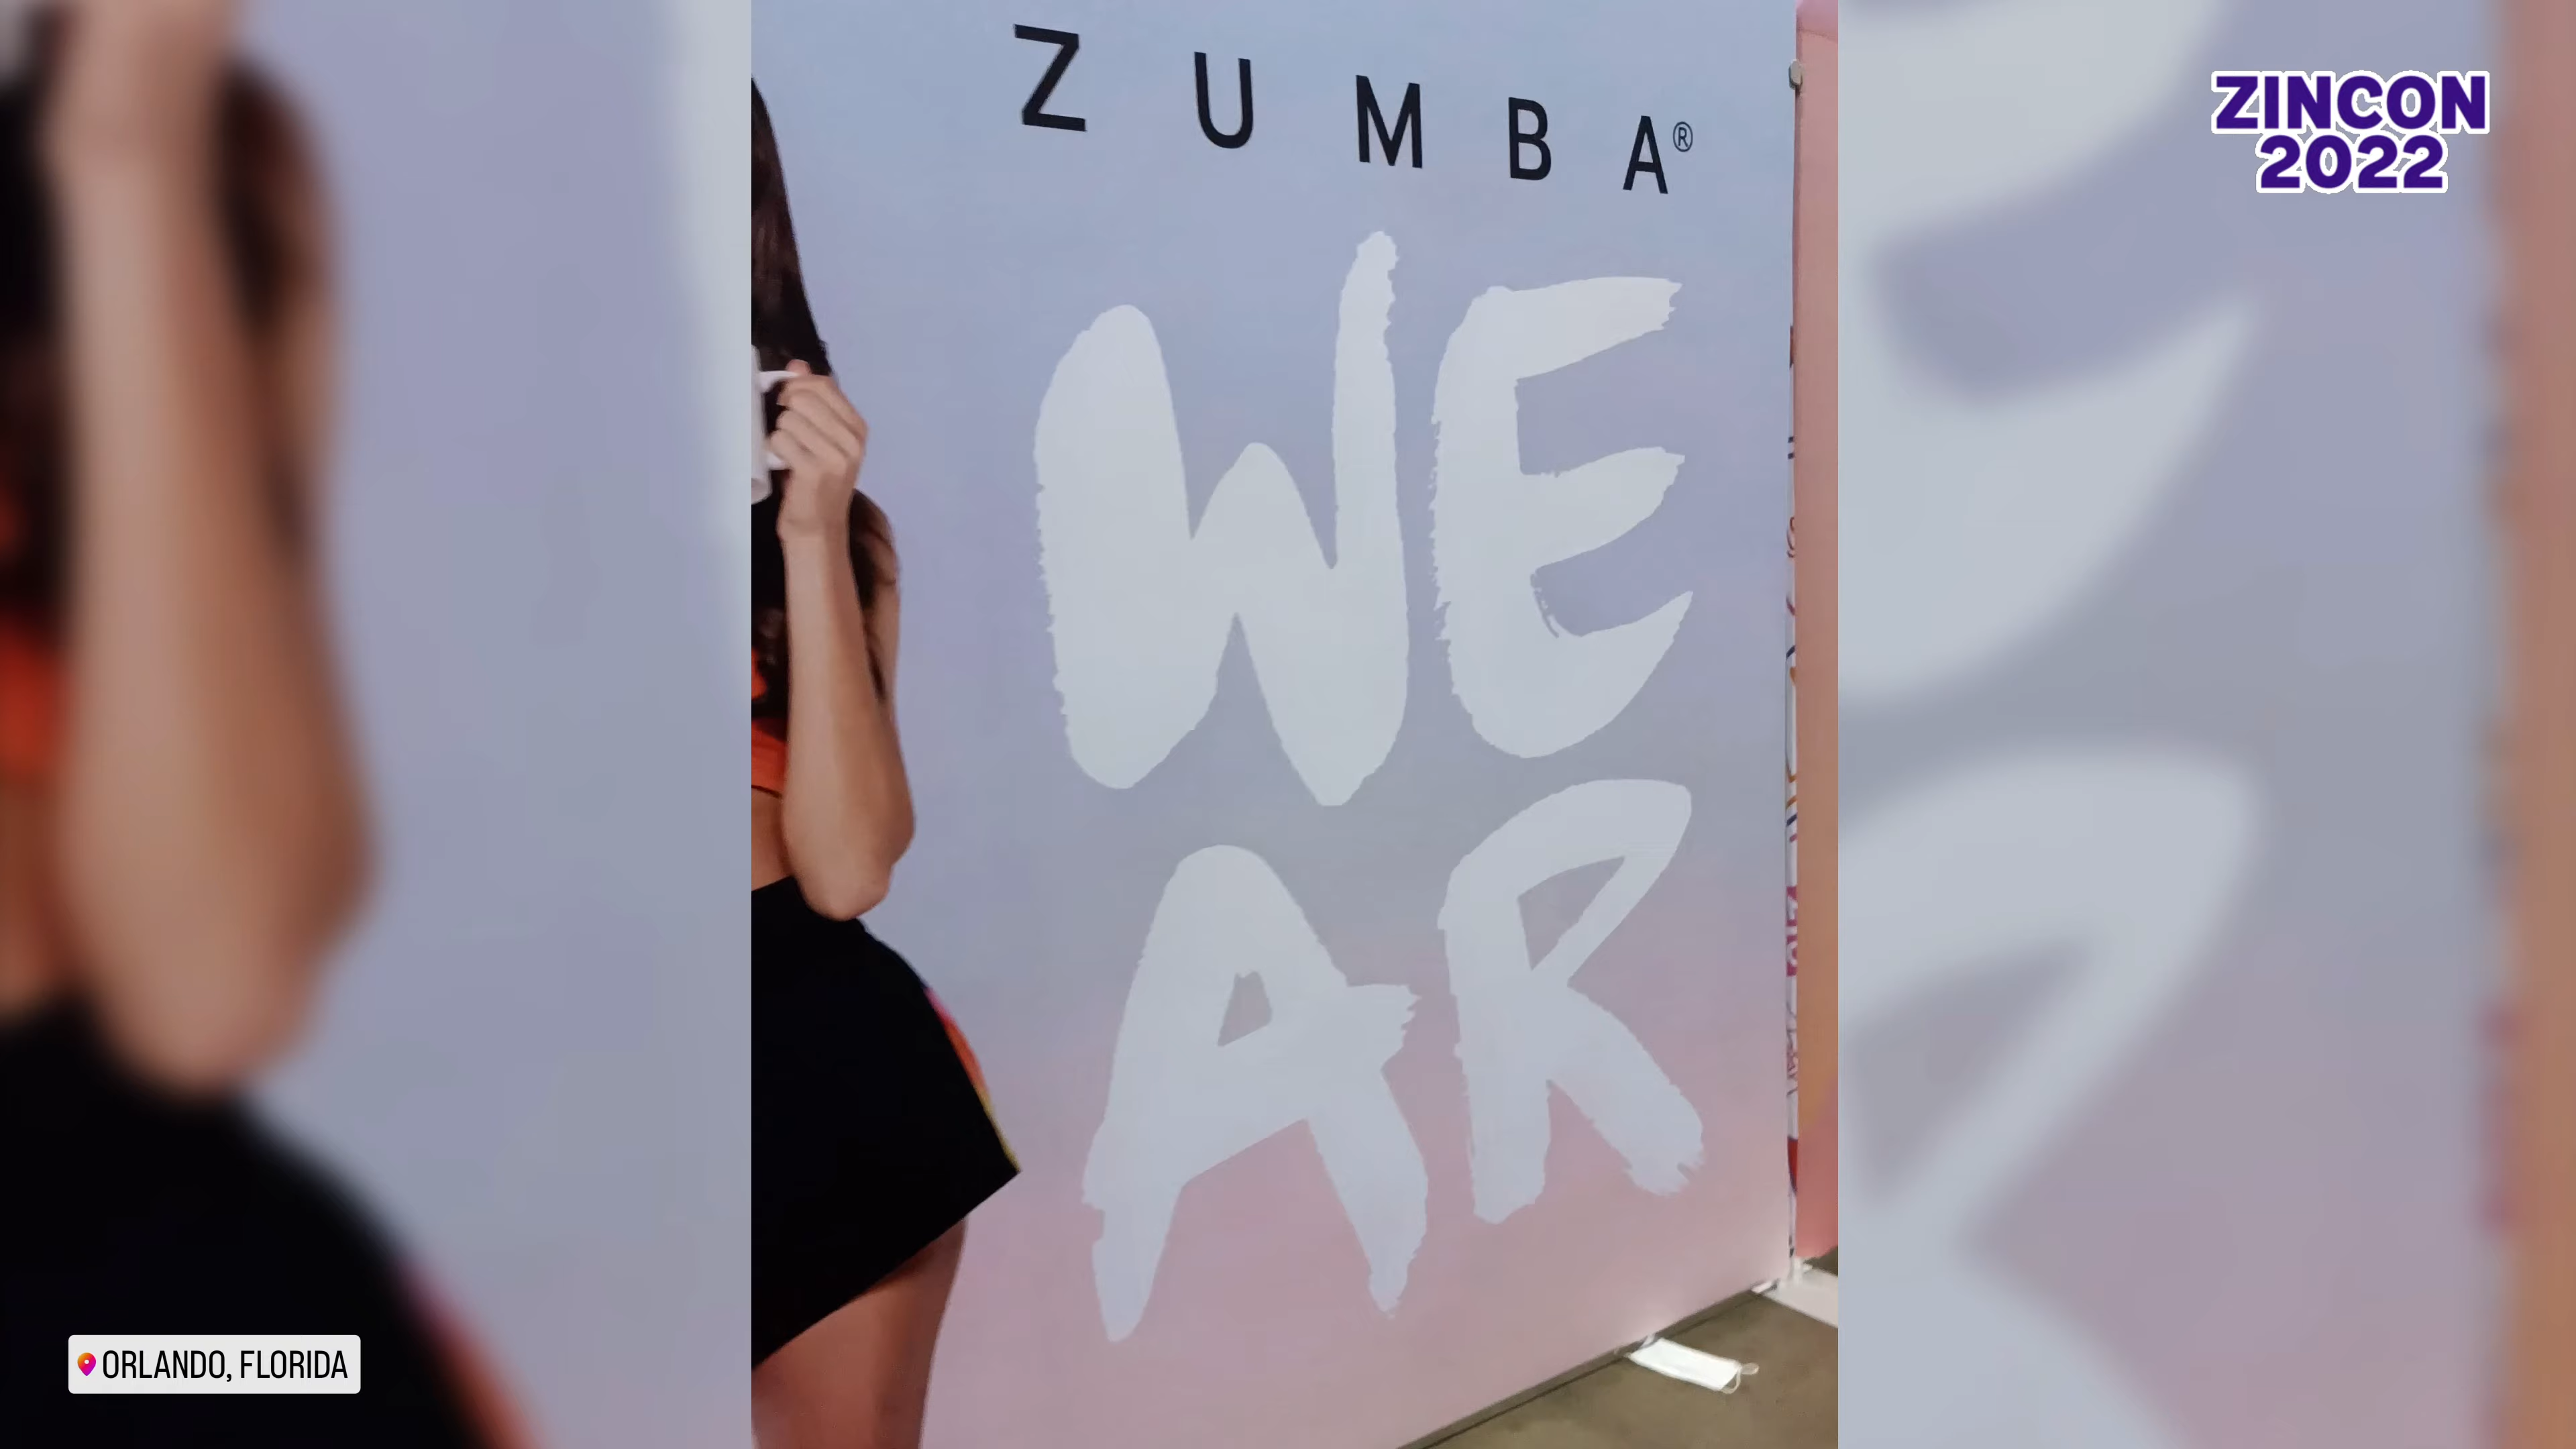 ZUMBA®
WE
AR
ZINCON
2022
ORLANDO, FLORIDA